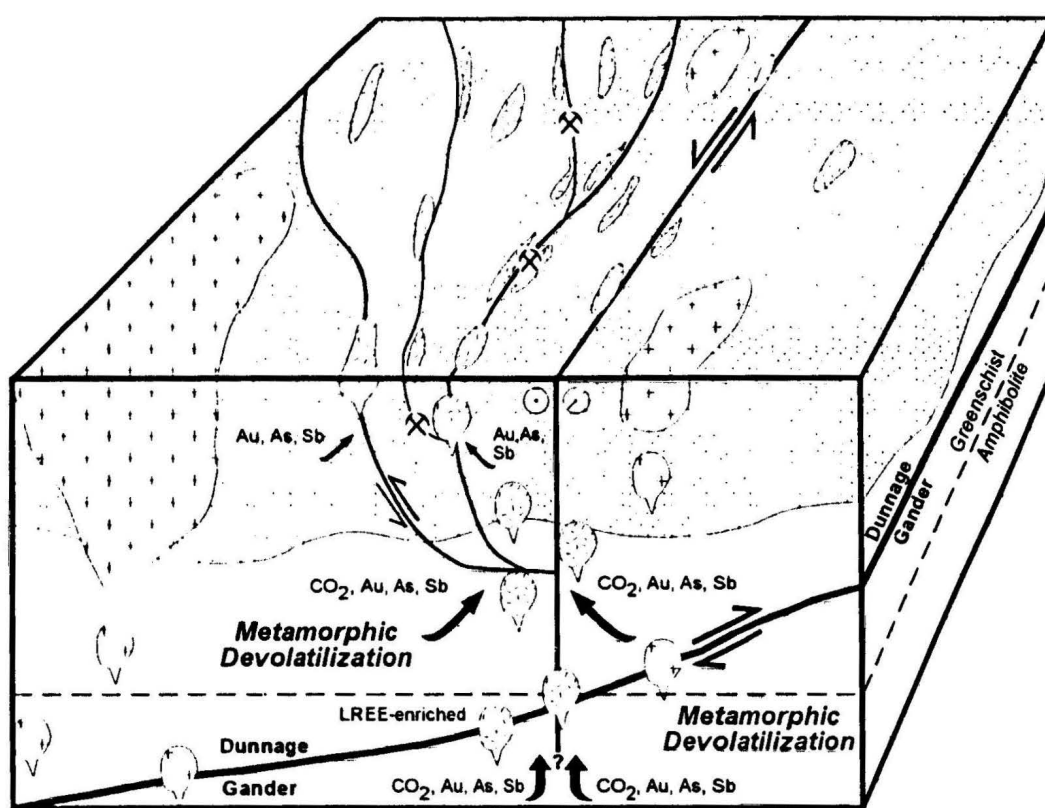 Au, As, Sb
Au, As,
Sb
Dunnage
Gander
Greenschist
Amphibolite
CO2, Au, As, Sb
CO2, Au, As, Sb
Metamorphic
Devolatilization
LREE-enriched
Metamorphic
Devolatilization
Dunnage
Gander
?
CO2, Au, As, Sb
CO2, Au, As, Sb